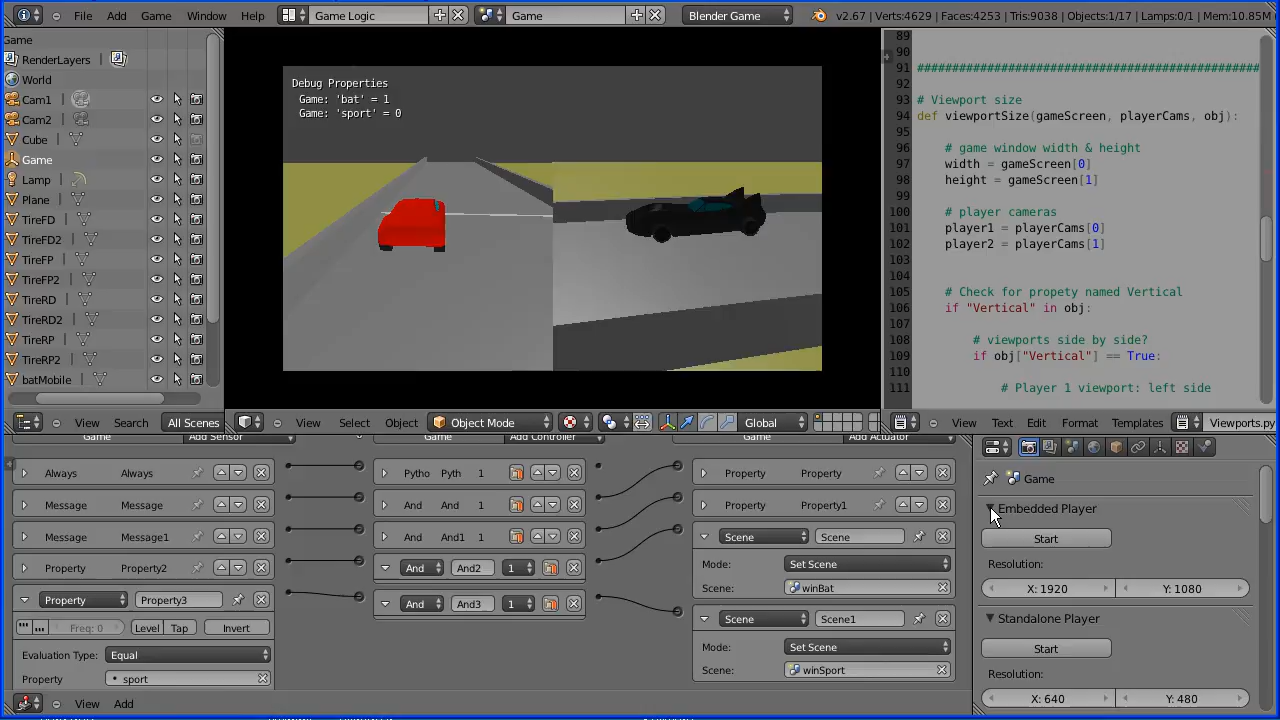 File Add Game Window Help Game Logic Game Blender Game v2.67 | Verts:4629 | Faces:4253 | Tris:9038 | Objects:1/17 | Lamps:0/1 | Mem:10.85M
Game
RenderLayers |
World
Cam1 |
Cam2 |
Cube |
Game
Lamp |
Plane |
TireFD |
TireFD2 |
TireFP |
TireFP2 |
TireRD |
TireRD2 |
TireRP |
TireRP2 |
batMobile |
View Search All Scenes
Debug Properties
Game: 'bat' = 1
Game: 'sport' = 0
View Select Object Object Mode Global
89
90
91 #################################################
92
93 # Viewport size
94 def viewportSize(gameScreen, playerCams, obj):
95
96 # game window width & height
97 width = gameScreen[0]
98 height = gameScreen[1]
99
100 # player cameras
101 player1 = playerCams[0]
102 player2 = playerCams[1]
103
104
105 # Check for propety named Vertical
106 if "Vertical" in obj:
107
108 # viewports side by side?
109 if obj["Vertical"] == True:
110
111 # Player 1 viewport: left side
View Text Edit Format Templates Viewports.py
Game Add Sensor Game Add Controller Game Add Actuator
Always Always Pytho Pyth 1 Property Property
Message Message And And 1 Property Property1
Message Message1 And And1 1 Scene Scene
Property Property2 And And2 1 Mode: Set Scene
Scene: winBat
Property Property3 And And3 1 Scene Scene1
Freq: 0 Level Tap Invert Mode: Set Scene
Evaluation Type: Equal Scene: winSport
Property sport
View Add
Game
Embedded Player
Start
Resolution:
X: 1920 Y: 1080
Standalone Player
Start
Resolution:
X: 640 Y: 480